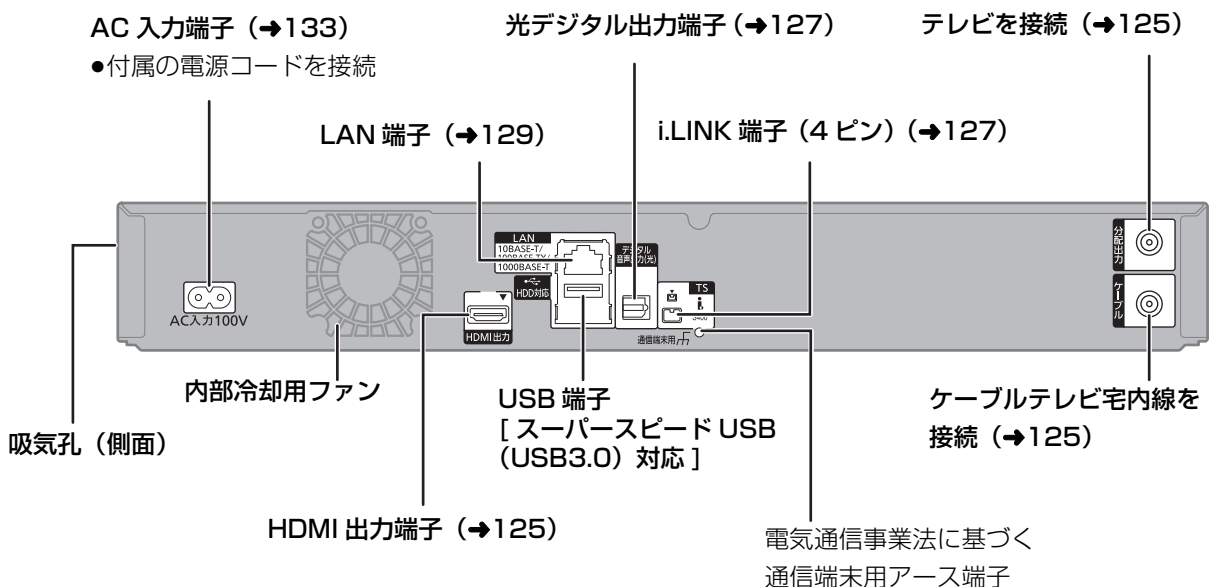 AC 入力端子（➔133）
●付属の電源コードを接続
光デジタル出力端子（➔127）
テレビを接続（➔125）
LAN 端子（➔129）
i.LINK 端子（4 ピン）（➔127）
LAN
10BASE-T/
100BASE-TX/
1000BASE-T
デジタル
音声出力(光)
HDD対応
TS
i.
S400
分配出力
ケーブル
AC入力100V
HDMI出力
通信端末用
内部冷却用ファン
吸気孔（側面）
USB 端子
[ スーパースピード USB
（USB3.0）対応 ]
ケーブルテレビ宅内線を
接続（➔125）
HDMI 出力端子（➔125）
電気通信事業法に基づく
通信端末用アース端子